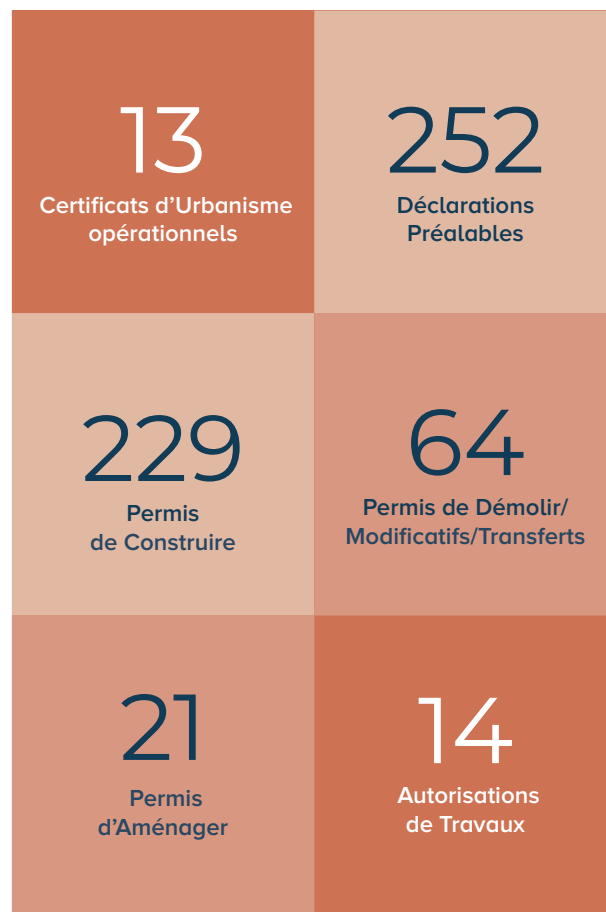 13
Certificats d’Urbanisme
opérationnels
252
Déclarations
Préalables
229
Permis
de Construire
64
Permis de Démolir/
Modificatifs/Transferts
21
Permis
d’Aménager
14
Autorisations
de Travaux